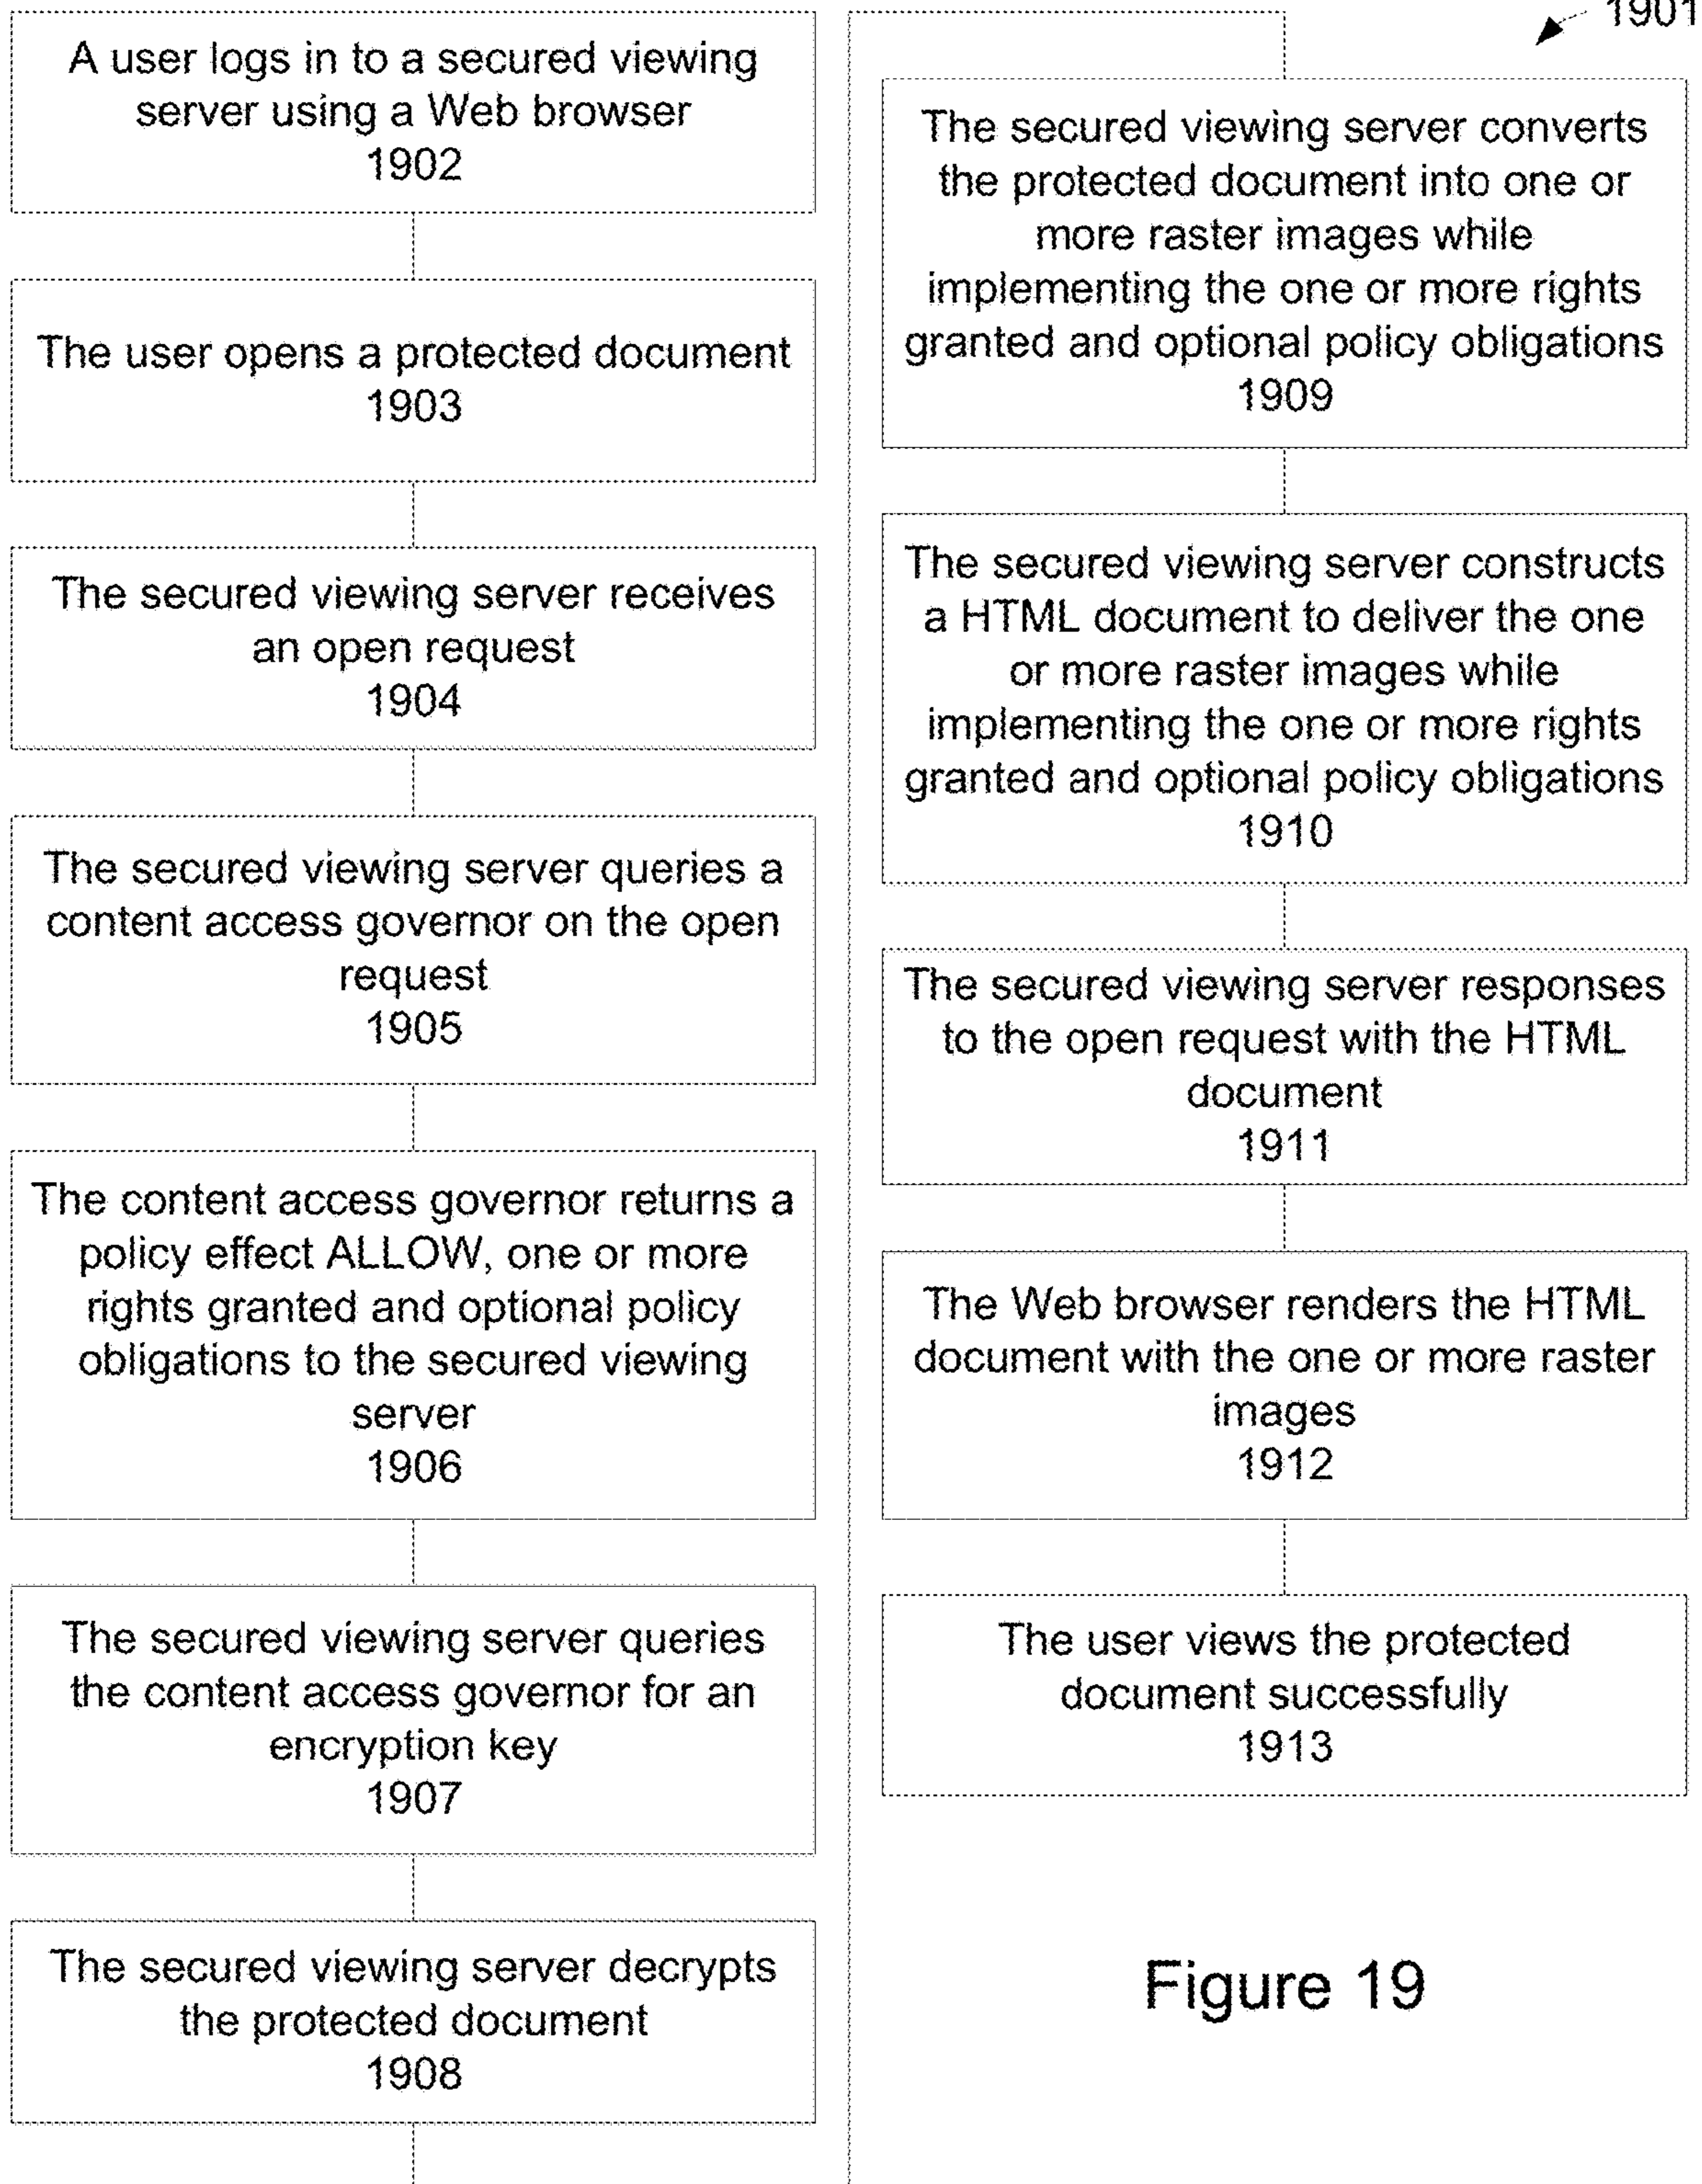 A user logs in to a secured viewing
server using a Web browser
1902
The user opens a protected document
1903
The secured viewing server receives
an open request
1904
The secured viewing server queries a
content access governor on the open
request
1905
The content access governor returns a
policy effect ALLOW, one or more
rights granted and optional policy
obligations to the secured viewing
server
1906
The secured viewing server queries
the content access governor for an
encryption key
1907
The secured viewing server decrypts
the protected document
1908
1901
The secured viewing server converts
the protected document into one or
more raster images while
implementing the one or more rights
granted and optional policy obligations
1909
The secured viewing server constructs
a HTML document to deliver the one
or more raster images while
implementing the one or more rights
granted and optional policy obligations
1910
The secured viewing server responses
to the open request with the HTML
document
1911
The Web browser renders the HTML
document with the one or more raster
images
1912
The user views the protected
document successfully
1913
Figure 19